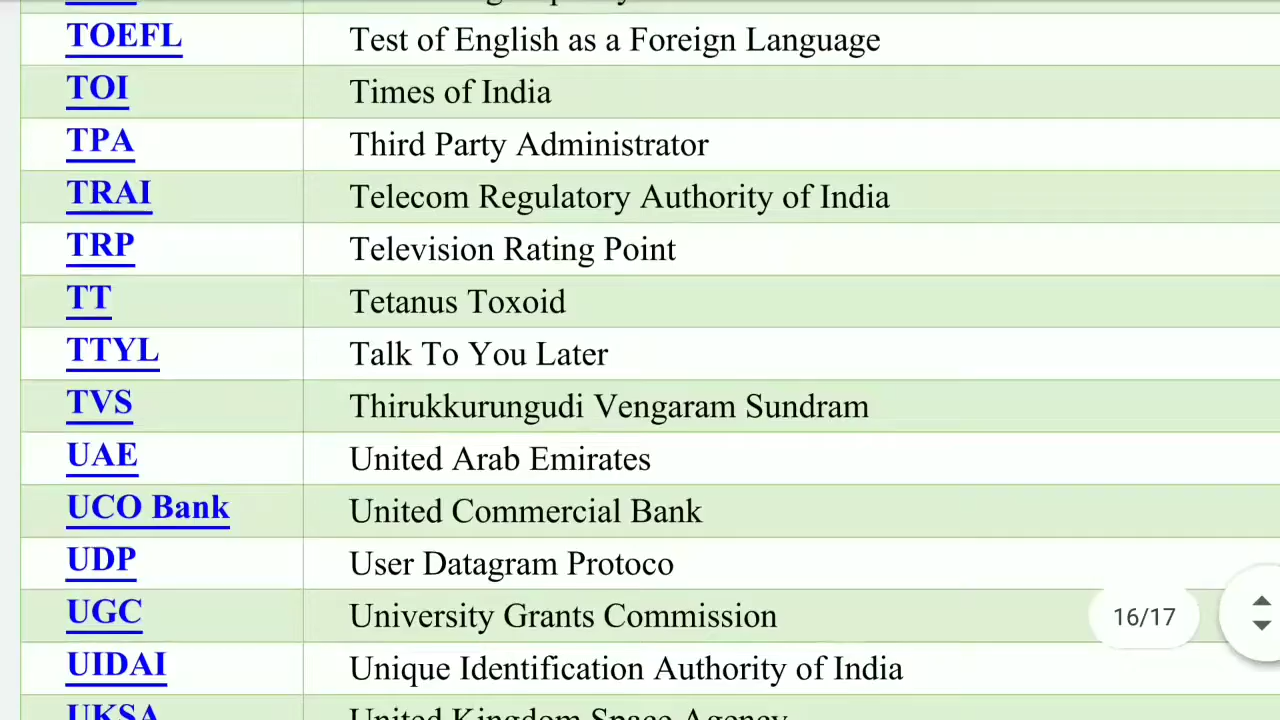 TOEFL Test of English as a Foreign Language
TOI Times of India
TPA Third Party Administrator
TRAI Telecom Regulatory Authority of India
TRP Television Rating Point
TT Tetanus Toxoid
TTYL Talk To You Later
TVS Thirukkurungudi Vengaram Sundram
UAE United Arab Emirates
UCO Bank United Commercial Bank
UDP User Datagram Protoco
UGC University Grants Commission
16/17
UIDAI Unique Identification Authority of India
UKSA United Kingdom Space Agency